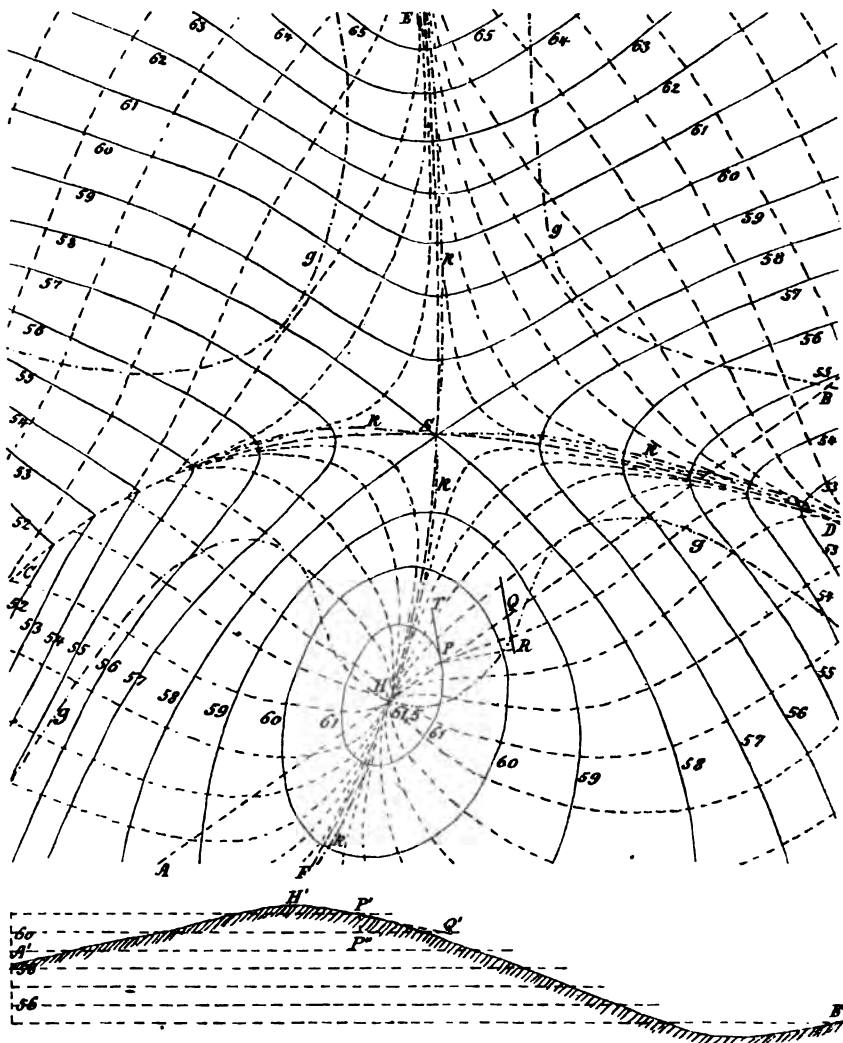 E
63 64 65 65 64 63
62 62
61 61
60 60
59 59
58 g k g 58
57 57
56 56
55 55
B
54 k S k 54
53 k 53
D
52 g 53
C
52 T Q 54
53 54 55 56 57 58 59 60 P R 55
H 61,5 56
g 61 61 57
60 58
59
A F k
H' P' Q'
60 P''
A'
58
56
B'